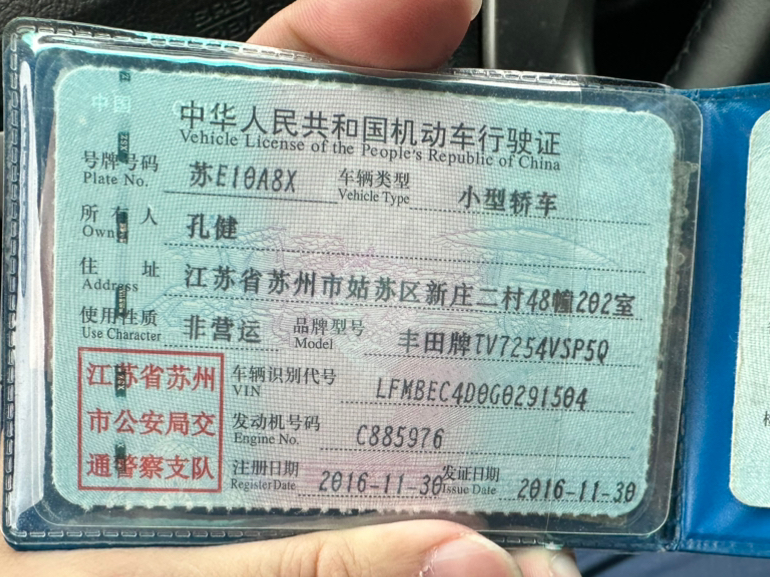 中国
中华人民共和国机动车行驶证
Vehicle License of the People's Republic of China
号牌号码 苏E10A8X 车辆类型 小型轿车
Plate No. Vehicle Type
所有人 孔健
Owner
住址 江苏省苏州市姑苏区新庄二村48幢202室
Address
使用性质 非营运 品牌型号 丰田牌TV7254VSP5Q
Use Character Model
江苏省苏州
市公安局交
通警察支队
车辆识别代号 LFMBEC4D0G0291504
VIN
发动机号码 C885976
Engine No.
注册日期 2016-11-30 发证日期 2016-11-30
Register Date Issue Date